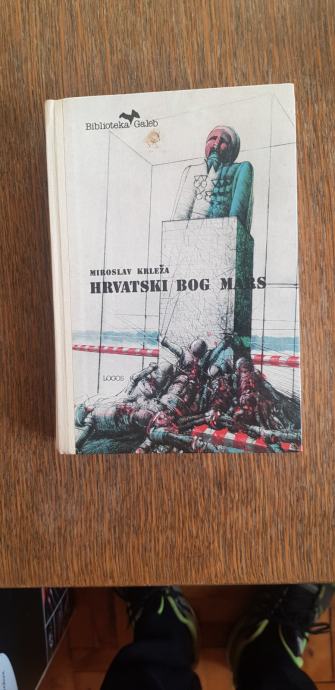 Biblioteka Galeb
MIROSLAV KRLEŽA
HRVATSKI BOG MARS
LOGOS